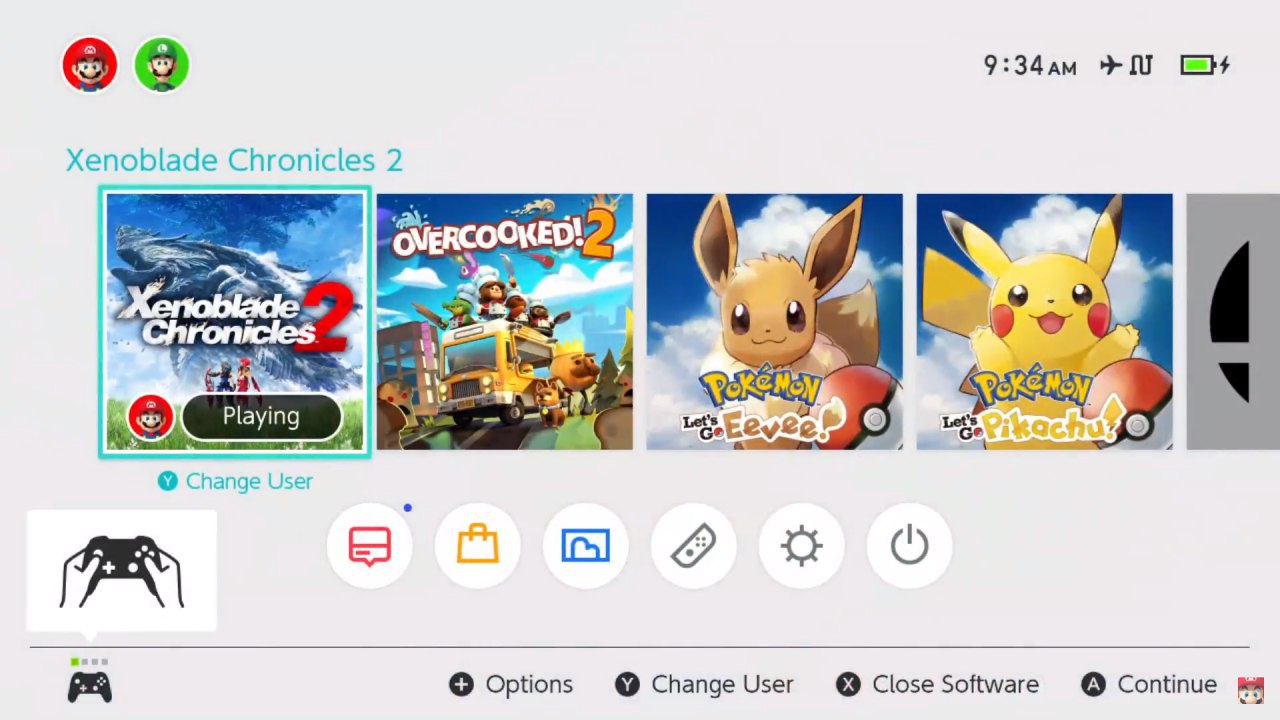 9:34 AM
Xenoblade Chronicles 2
Xenoblade
Chronicles 2
Playing
OVERCOOKED! 2
POKéMON
Let's Go Eevee!
POKéMON
Let's Go Pikachu!
Y Change User
+ Options
Y Change User
X Close Software
A Continue